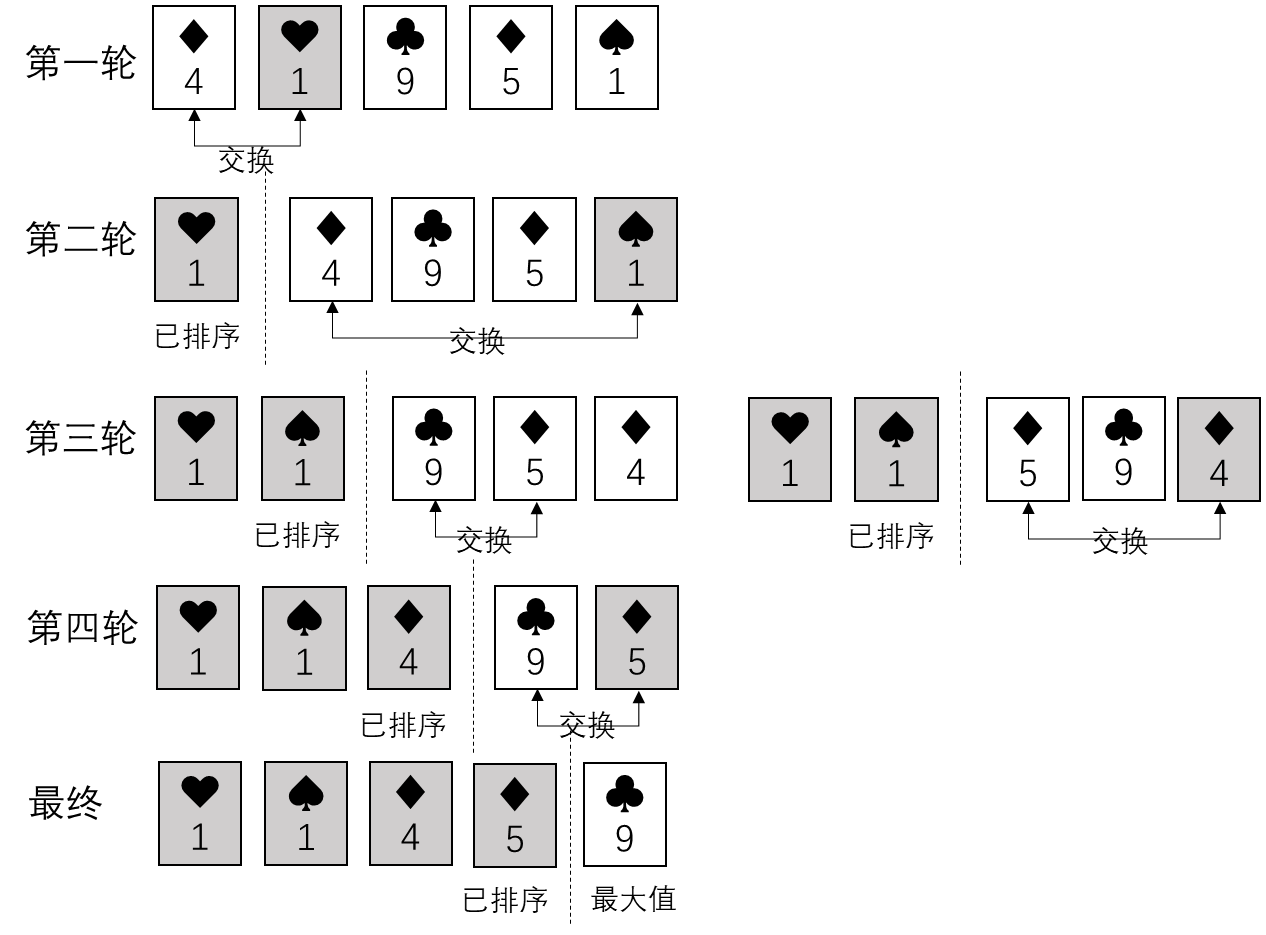 第一轮 4 1 9 5 1
交换
第二轮 1 4 9 5 1
已排序 交换
第三轮 1 1 9 5 4 1 1 5 9 4
已排序 交换 已排序 交换
第四轮 1 1 4 9 5
已排序 交换
最终 1 1 4 5 9
已排序 最大值